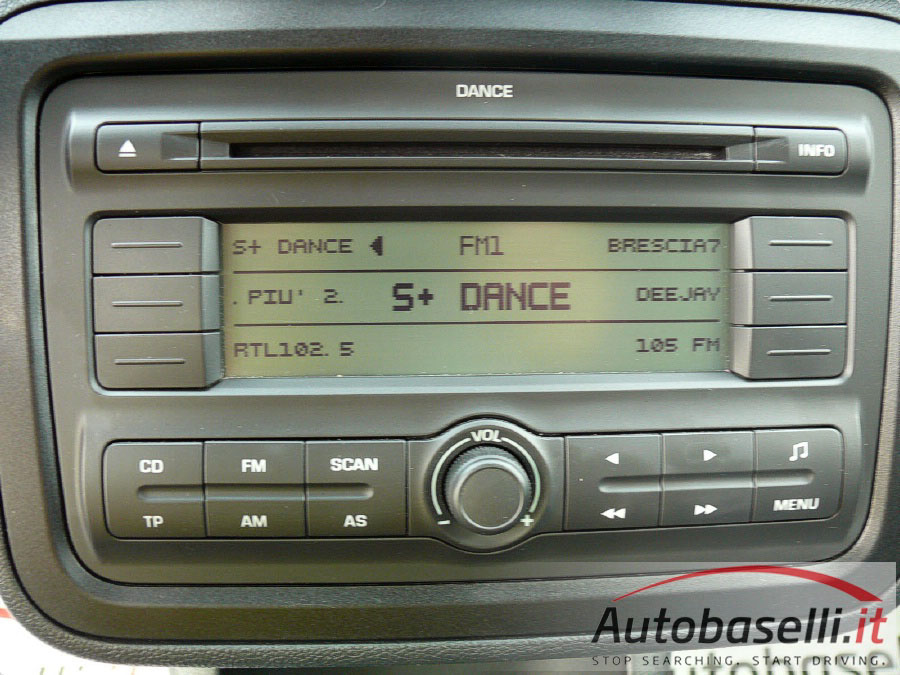 DANCE
INFO
S+ DANCE FM1 BRESCIA7
. PIU' 2. S+ DANCE DEEJAY
RTL102.5 105 FM
CD FM SCAN VOL
TP AM AS - + MENU
Autobaselli.it
STOP SEARCHING. START DRIVING.